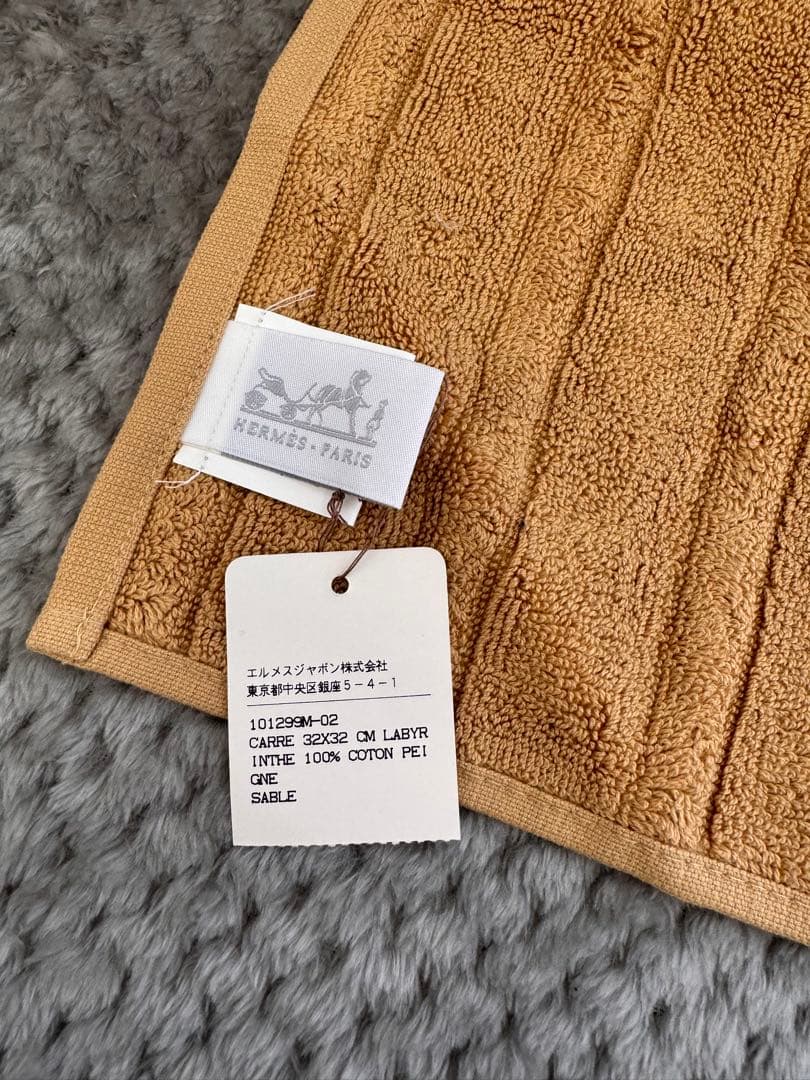 HERMÈS-PARIS
エルメスジャポン株式会社
東京都中央区銀座5-4-1
101299M-02
CARRE 32X32 CM LABYR
INTHE 100% COTON PEI
GNE
SABLE